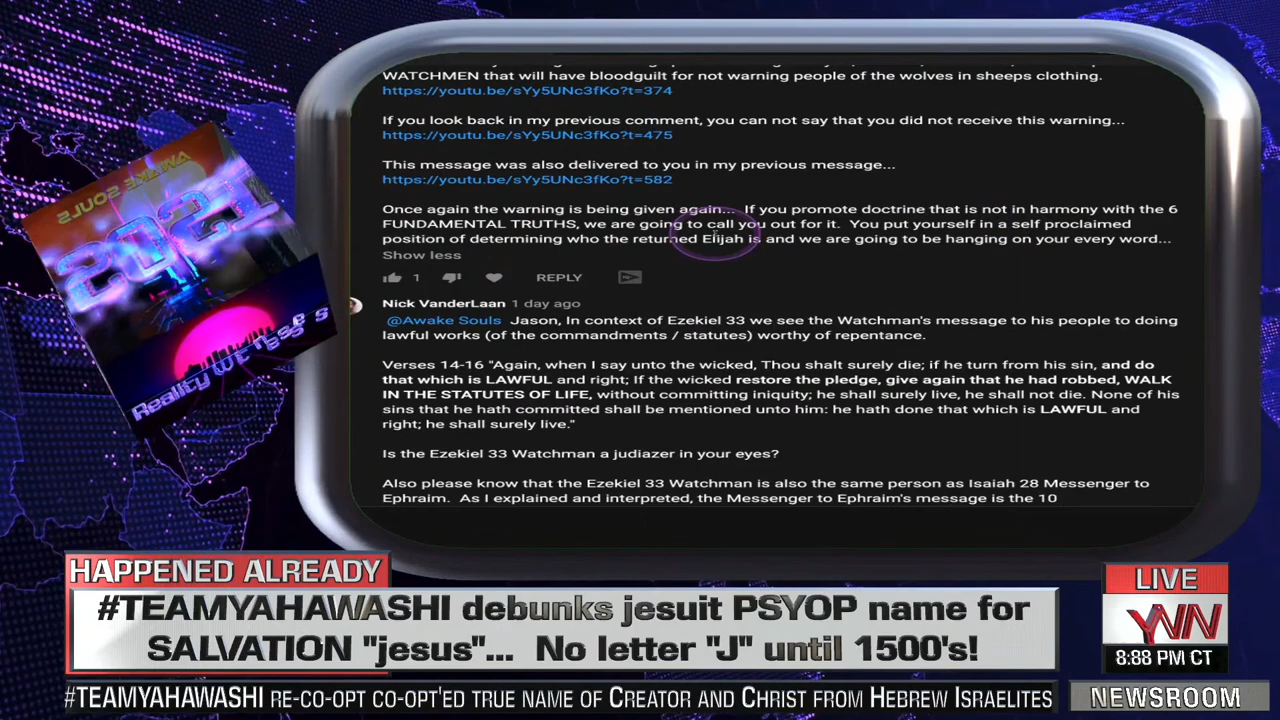 WATCHMEN that will have bloodguilt for not warning people of the wolves in sheeps clothing.
https://youtu.be/sYy5UNc3fKo?t=374
If you look back in my previous comment, you can not say that you did not receive this warning...
https://youtu.be/sYy5UNc3fKo?t=475
This message was also delivered to you in my previous message...
https://youtu.be/sYy5UNc3fKo?t=582
Once again the warning is being given again... If you promote doctrine that is not in harmony with the 6
FUNDAMENTAL TRUTHS, we are going to call you out for it. You put yourself in a self proclaimed
position of determining who the returned Elijah is and we are going to be hanging on your every word...
Show less
1
REPLY
Nick VanderLaan 1 day ago
@Awake Souls Jason, In context of Ezekiel 33 we see the Watchman's message to his people to doing
lawful works (of the commandments / statutes) worthy of repentance.
Verses 14-16 "Again, when I say unto the wicked, Thou shalt surely die; if he turn from his sin, and do
that which is LAWFUL and right; If the wicked restore the pledge, give again that he had robbed, WALK
IN THE STATUTES OF LIFE, without committing iniquity; he shall surely live, he shall not die. None of his
sins that he hath committed shall be mentioned unto him: he hath done that which is LAWFUL and
right; he shall surely live."
Is the Ezekiel 33 Watchman a judiazer in your eyes?
Also please know that the Ezekiel 33 Watchman is also the same person as Isaiah 28 Messenger to
Ephraim. As I explained and interpreted, the Messenger to Ephraim's message is the 10
AWAKE SOULS
2021
HAPPENED ALREADY
#TEAMYAHAWASHI debunks jesuit PSYOP name for
SALVATION "jesus"... No letter "J" until 1500's!
LIVE
YNN
8:88 PM CT
#TEAMYAHAWASHI RE-CO-OPT CO-OPT'ED TRUE NAME OF CREATOR AND CHRIST FROM HEBREW ISRAELITES
NEWSROOM